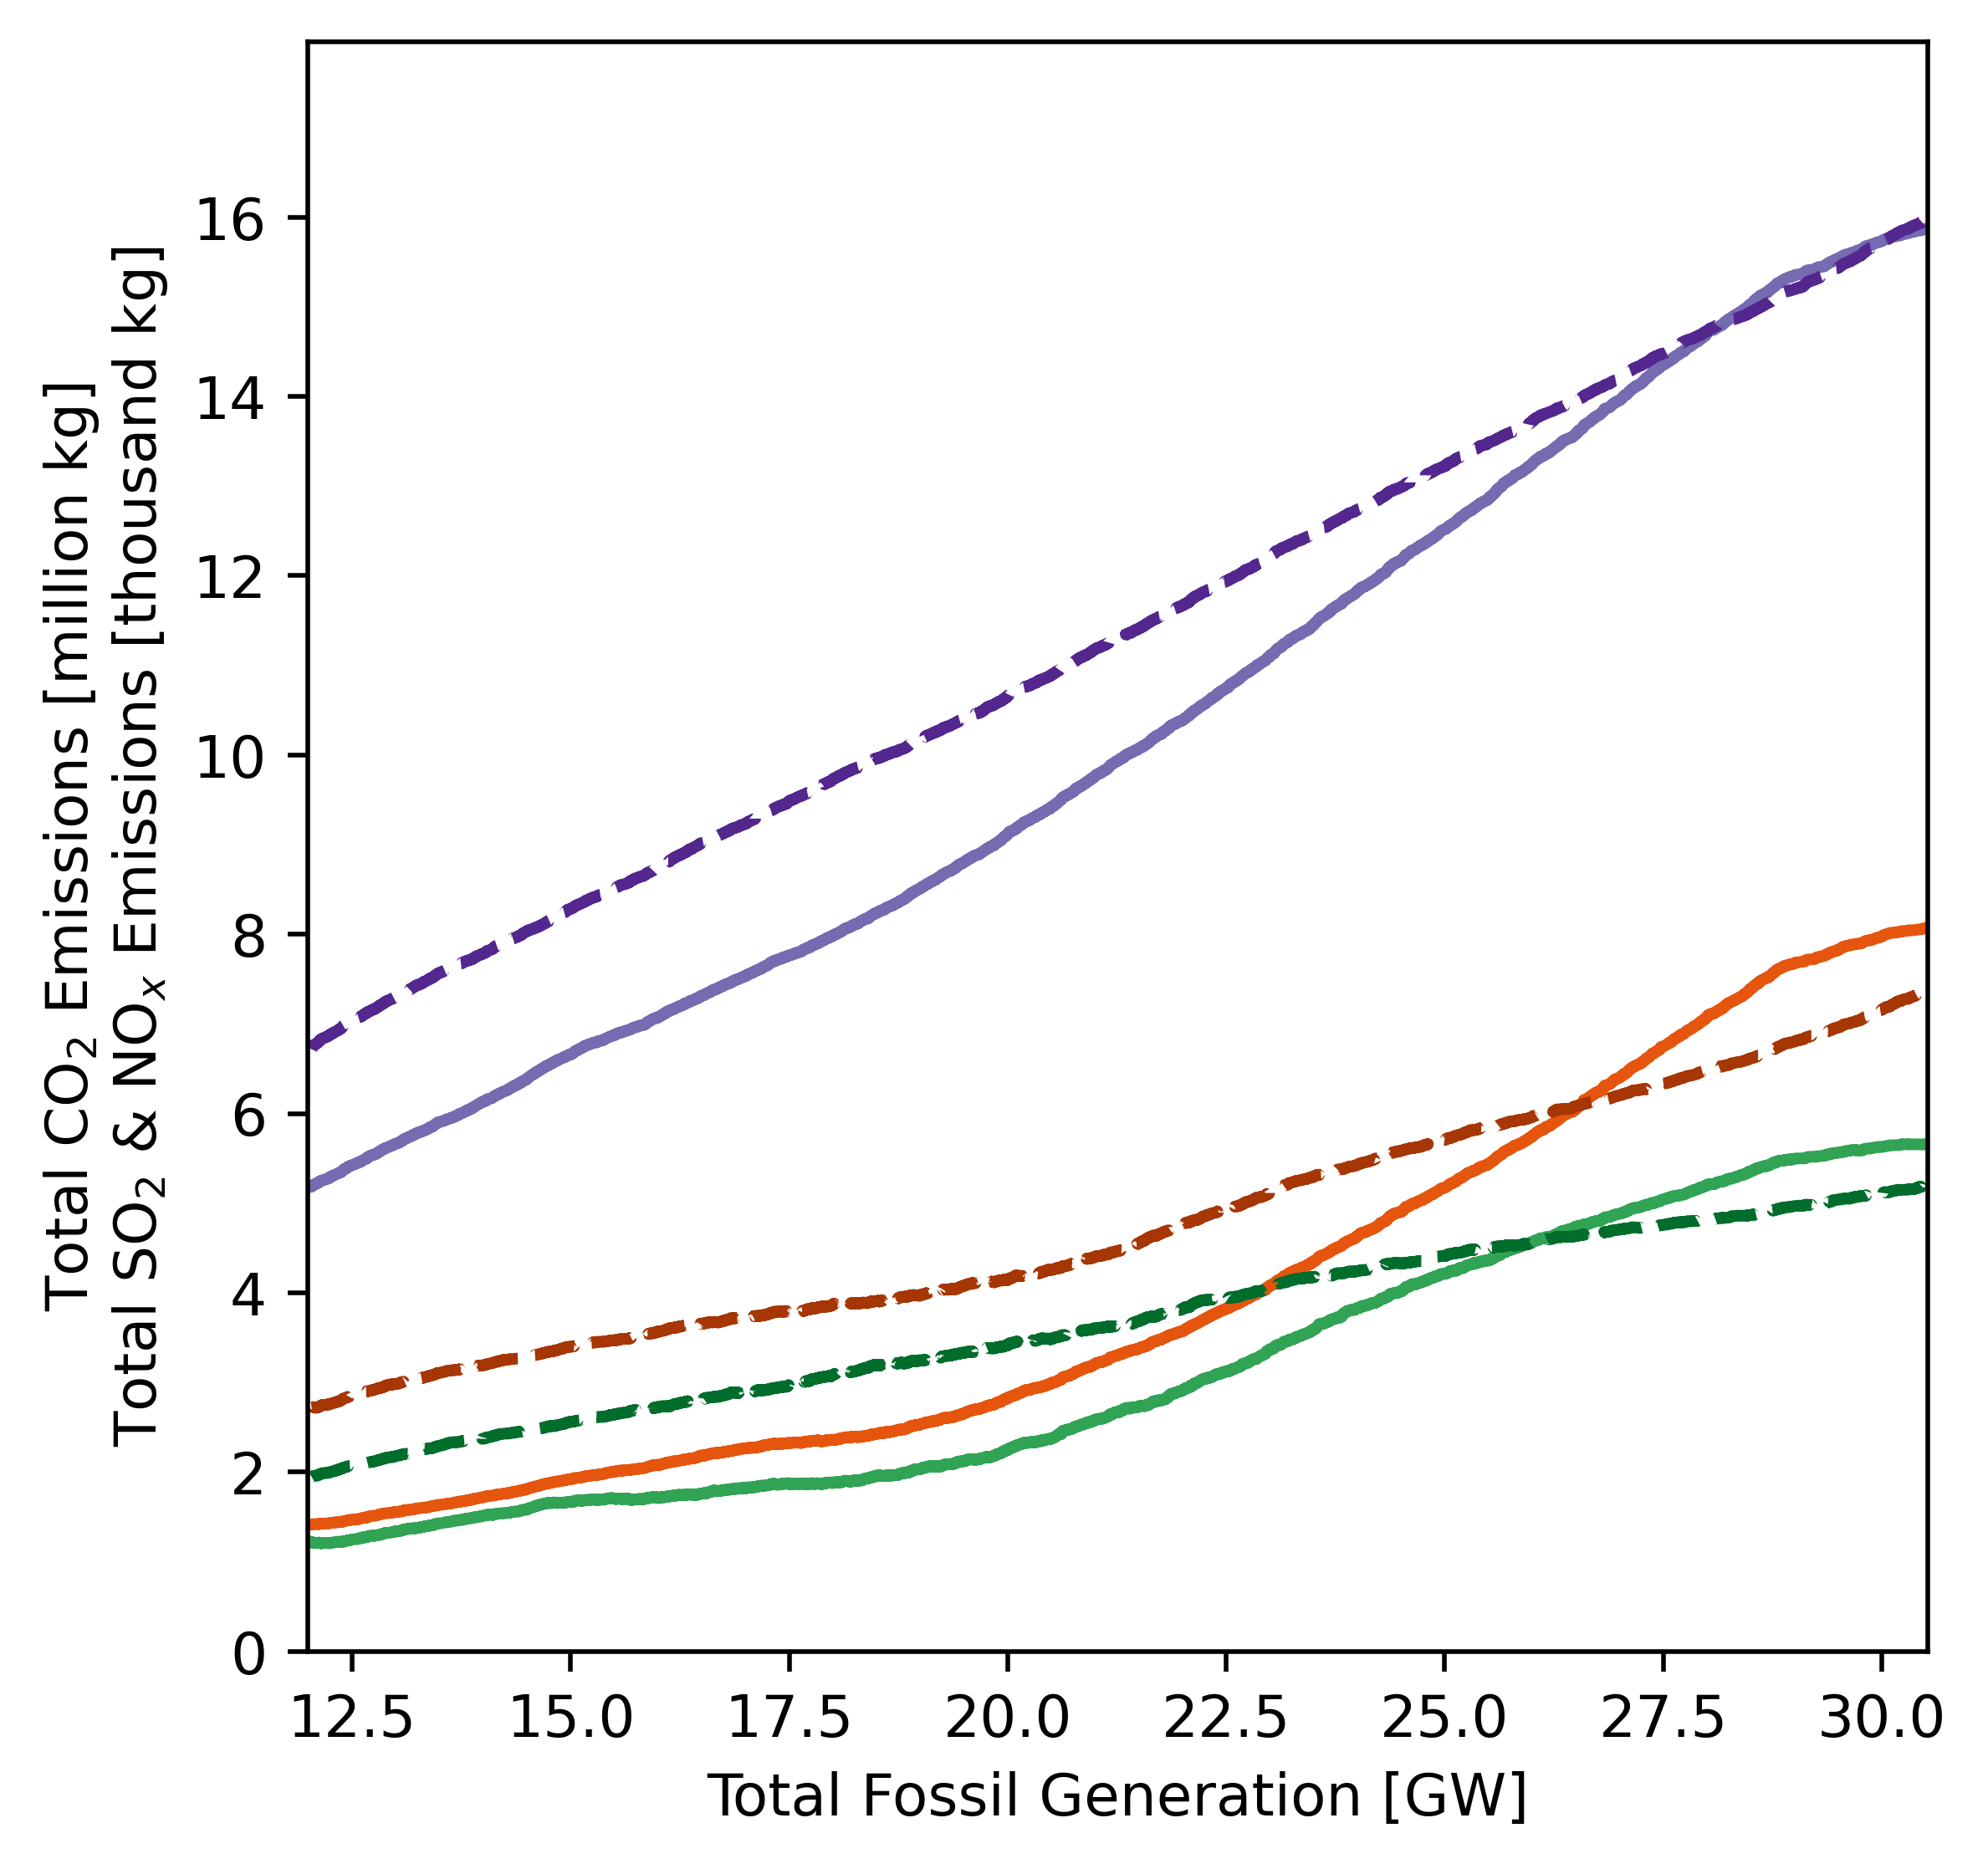 Total CO₂ Emissions [million kg]
Total SO₂ & NOₓ Emissions [thousand kg]
16
14
12
10
8
6
4
2
0
12.5 15.0 17.5 20.0 22.5 25.0 27.5 30.0
Total Fossil Generation [GW]